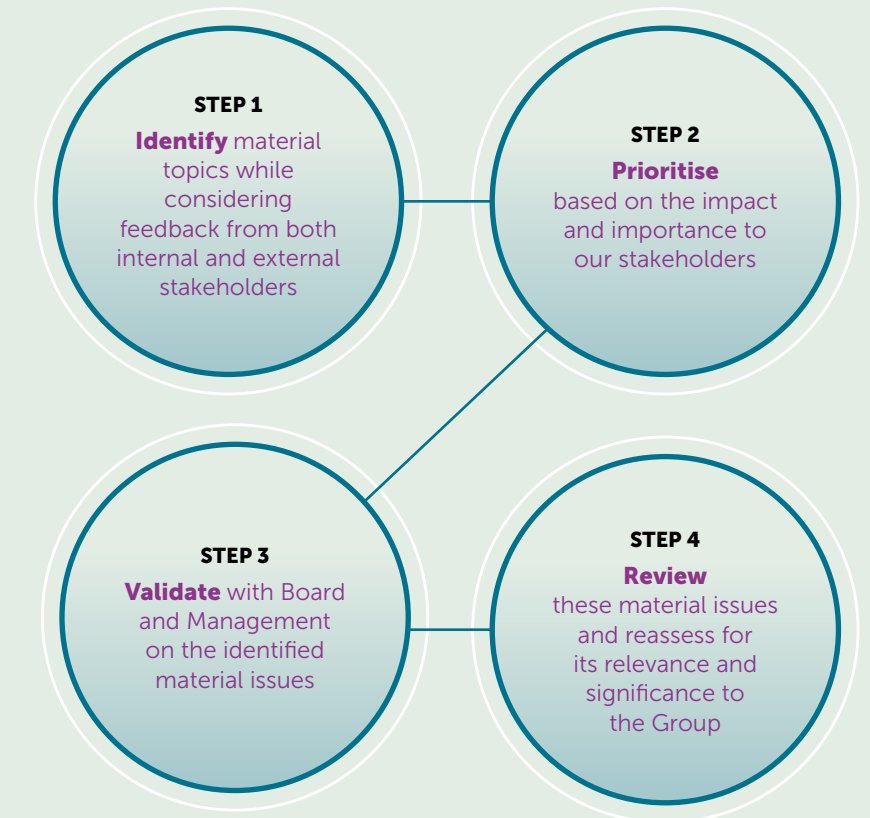 STEP 1
Identify material
topics while
considering
feedback from both
internal and external
stakeholders
STEP 2
Prioritise
based on the impact
and importance to
our stakeholders
STEP 3
Validate with Board
and Management
on the identified
material issues
STEP 4
Review
these material issues
and reassess for
its relevance and
significance to
the Group